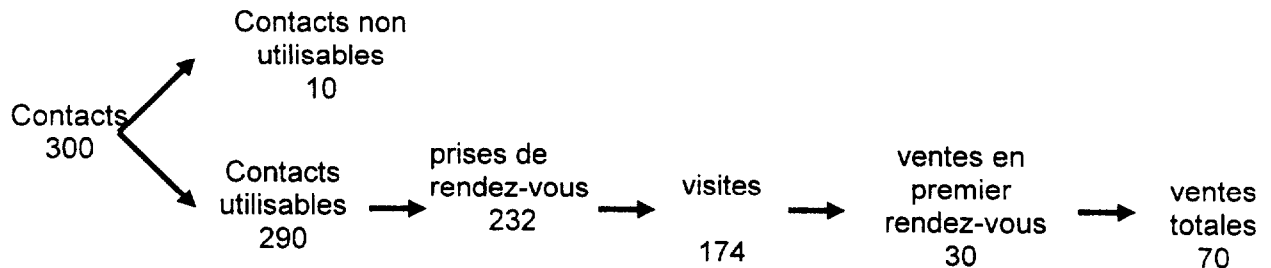 Contacts non
utilisables
10
Contacts
300
Contacts
utilisables
290
prises de
rendez-vous
232
visites
174
ventes en
premier
rendez-vous
30
ventes
totales
70